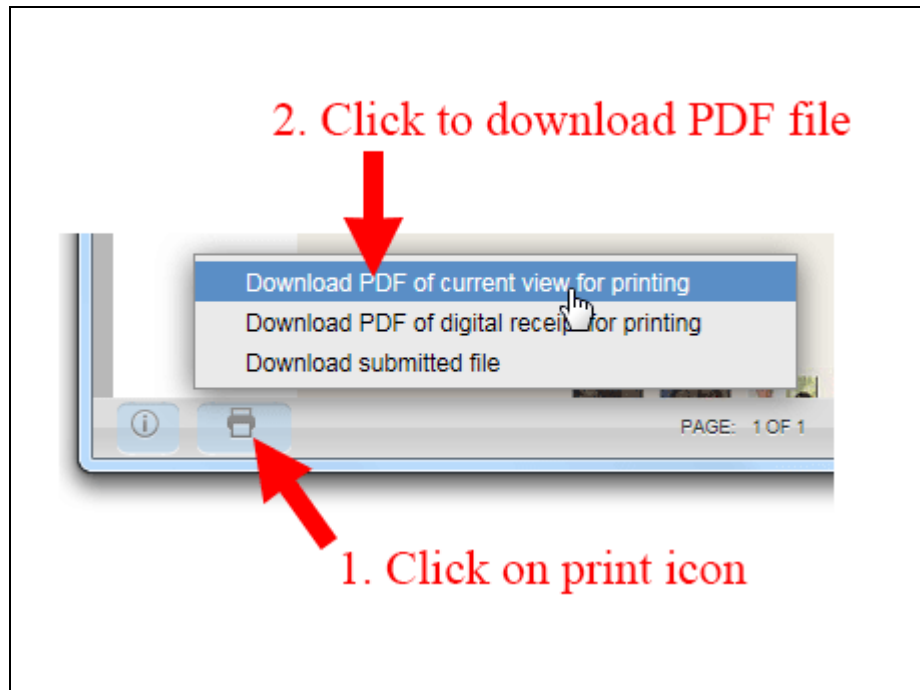 2. Click to download PDF file
Download PDF of current view for printing
Download PDF of digital receipt for printing
Download submitted file
PAGE: 1 OF 1
1. Click on print icon